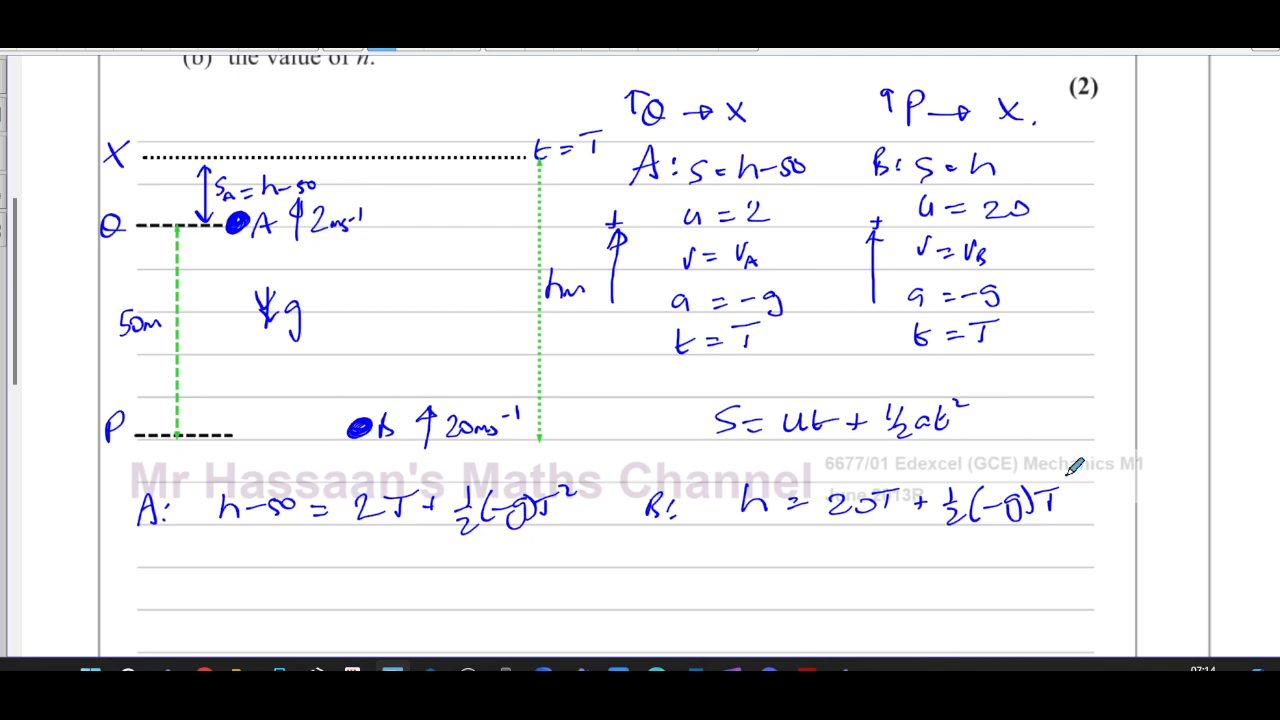 (b) the value of h.
(2)
X
t = T
S_A = h-50
Q
A ↑ 2ms⁻¹
50m
↓ g
hm
P
B ↑ 20ms⁻¹
↑ Q → X
A: s = h-50
u = 2
v = v_A
a = -g
t = T
+
↑ P → X.
B: s = h
u = 20
v = v_B
a = -g
t = T
+
S = ut + ½at²
Mr Hassaan's Maths Channel
6677/01 Edexcel (GCE) Mechanics M1
A: h-50 = 2T + ½(-g)T²
B: h = 20T + ½(-g)T
07:14